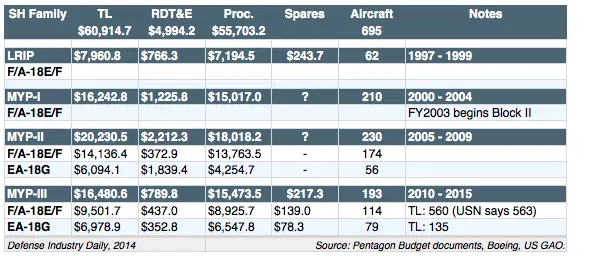 SH Family TL RDT&E Proc. Spares Aircraft Notes
$60,914.7 $4,994.2 $55,703.2 695
LRIP $7,960.8 $766.3 $7,194.5 $243.7 62 1997 - 1999
F/A-18E/F
MYP-I $16,242.8 $1,225.8 $15,017.0 ? 210 2000 - 2004
F/A-18E/F FY2003 begins Block II
MYP-II $20,230.5 $2,212.3 $18,018.2 ? 230 2005 - 2009
F/A-18E/F $14,136.4 $372.9 $13,763.5 - 174
EA-18G $6,094.1 $1,839.4 $4,254.7 - 56
MYP-III $16,480.6 $789.8 $15,473.5 $217.3 193 2010 - 2015
F/A-18E/F $9,501.7 $437.0 $8,925.7 $139.0 114 TL: 560 (USN says 563)
EA-18G $6,978.9 $352.8 $6,547.8 $78.3 79 TL: 135
Defense Industry Daily, 2014 Source: Pentagon Budget documents, Boeing, US GAO.